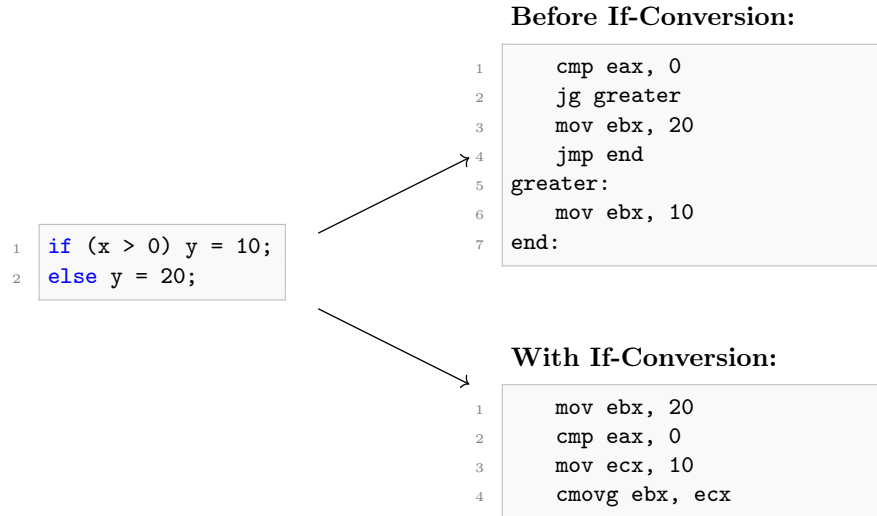 1 if (x > 0) y = 10;
2 else y = 20;
Before If-Conversion:
1 cmp eax, 0
2 jg greater
3 mov ebx, 20
4 jmp end
5 greater:
6 mov ebx, 10
7 end:
With If-Conversion:
1 mov ebx, 20
2 cmp eax, 0
3 mov ecx, 10
4 cmovg ebx, ecx